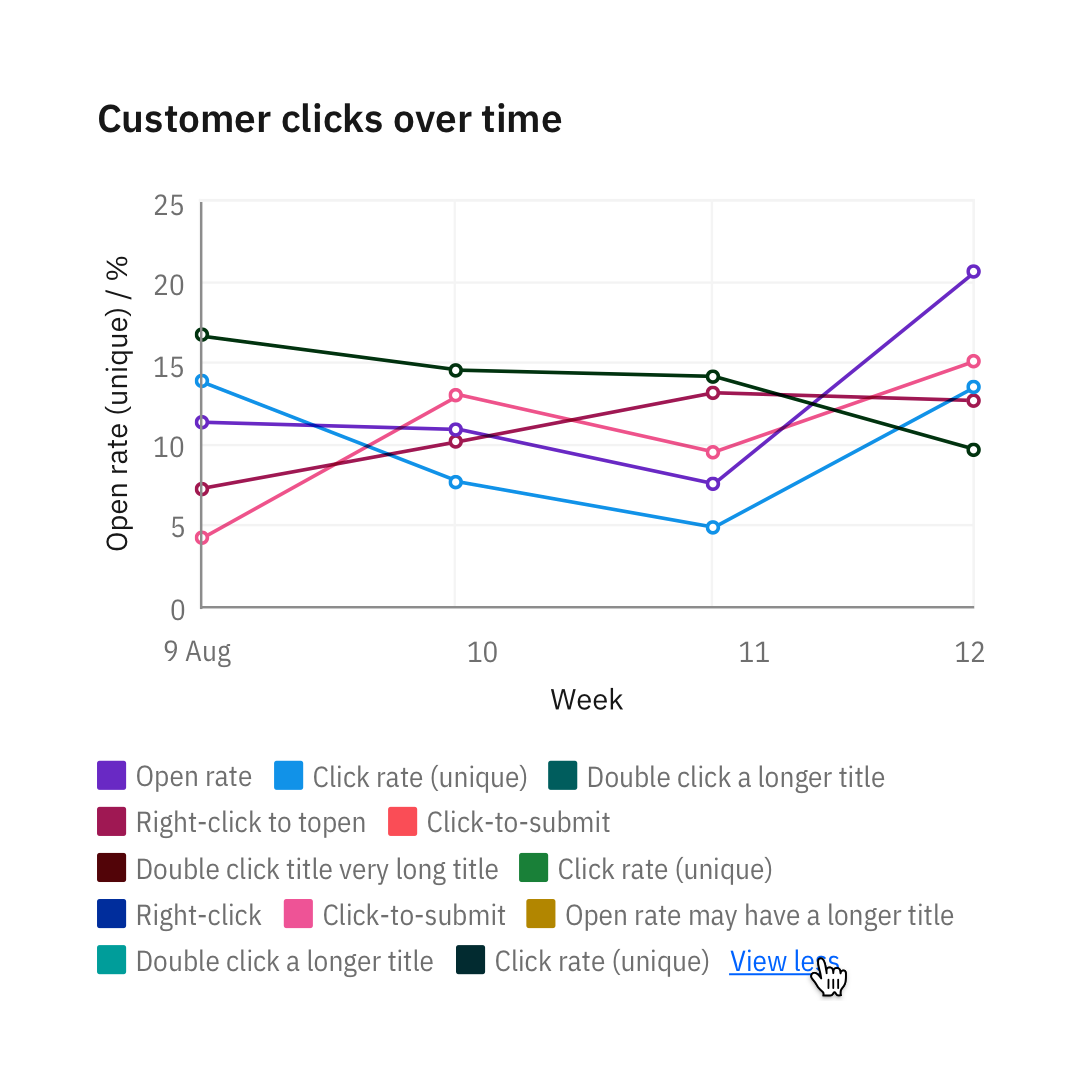 Customer clicks over time
25
20
15
10
5
0
Open rate (unique) / %
9 Aug 10 11 12
Week
Open rate Click rate (unique) Double click a longer title
Right-click to topen Click-to-submit
Double click title very long title Click rate (unique)
Right-click Click-to-submit Open rate may have a longer title
Double click a longer title Click rate (unique) View less